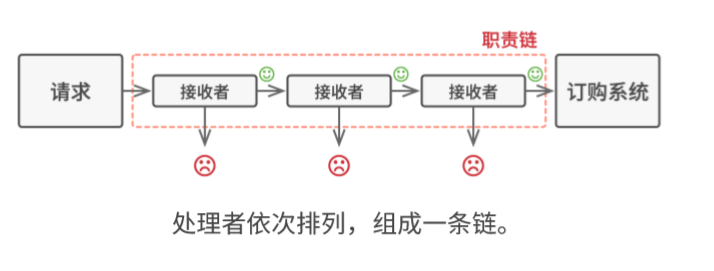 职责链
请求
接收者
接收者
接收者
订购系统
处理者依次排列，组成一条链。